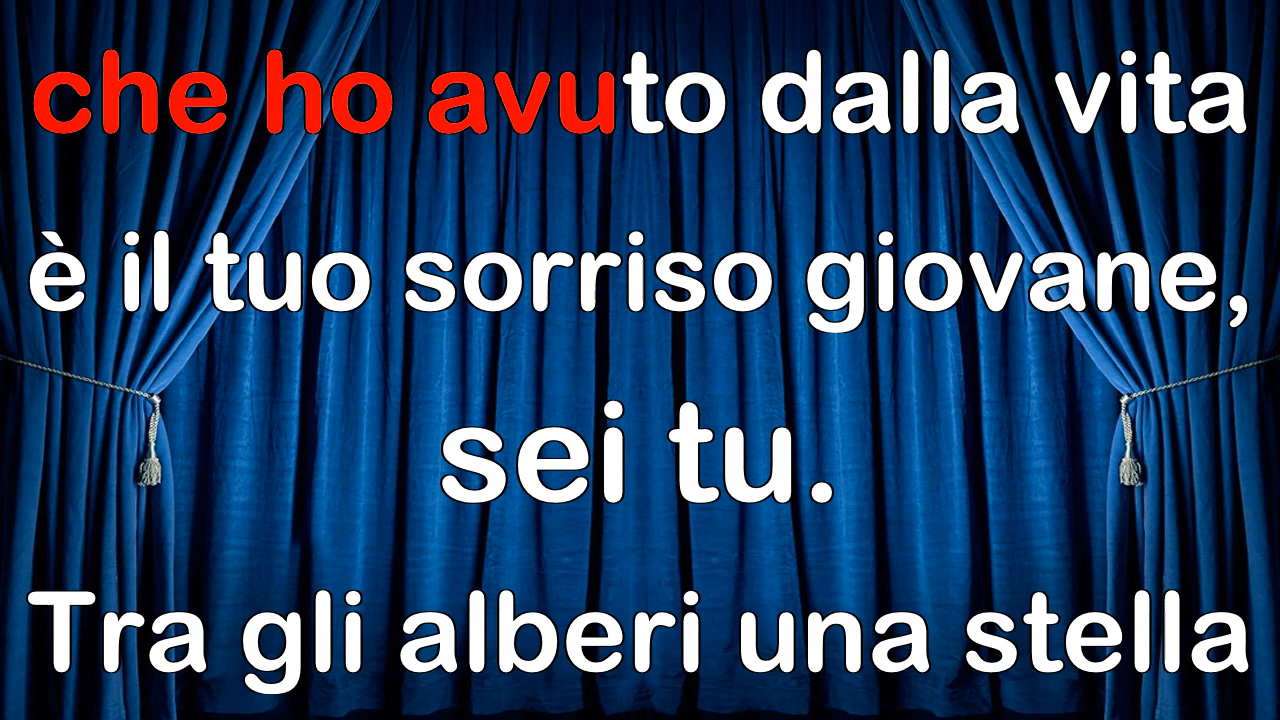 che ho avuto dalla vita
è il tuo sorriso giovane,
sei tu.
Tra gli alberi una stella